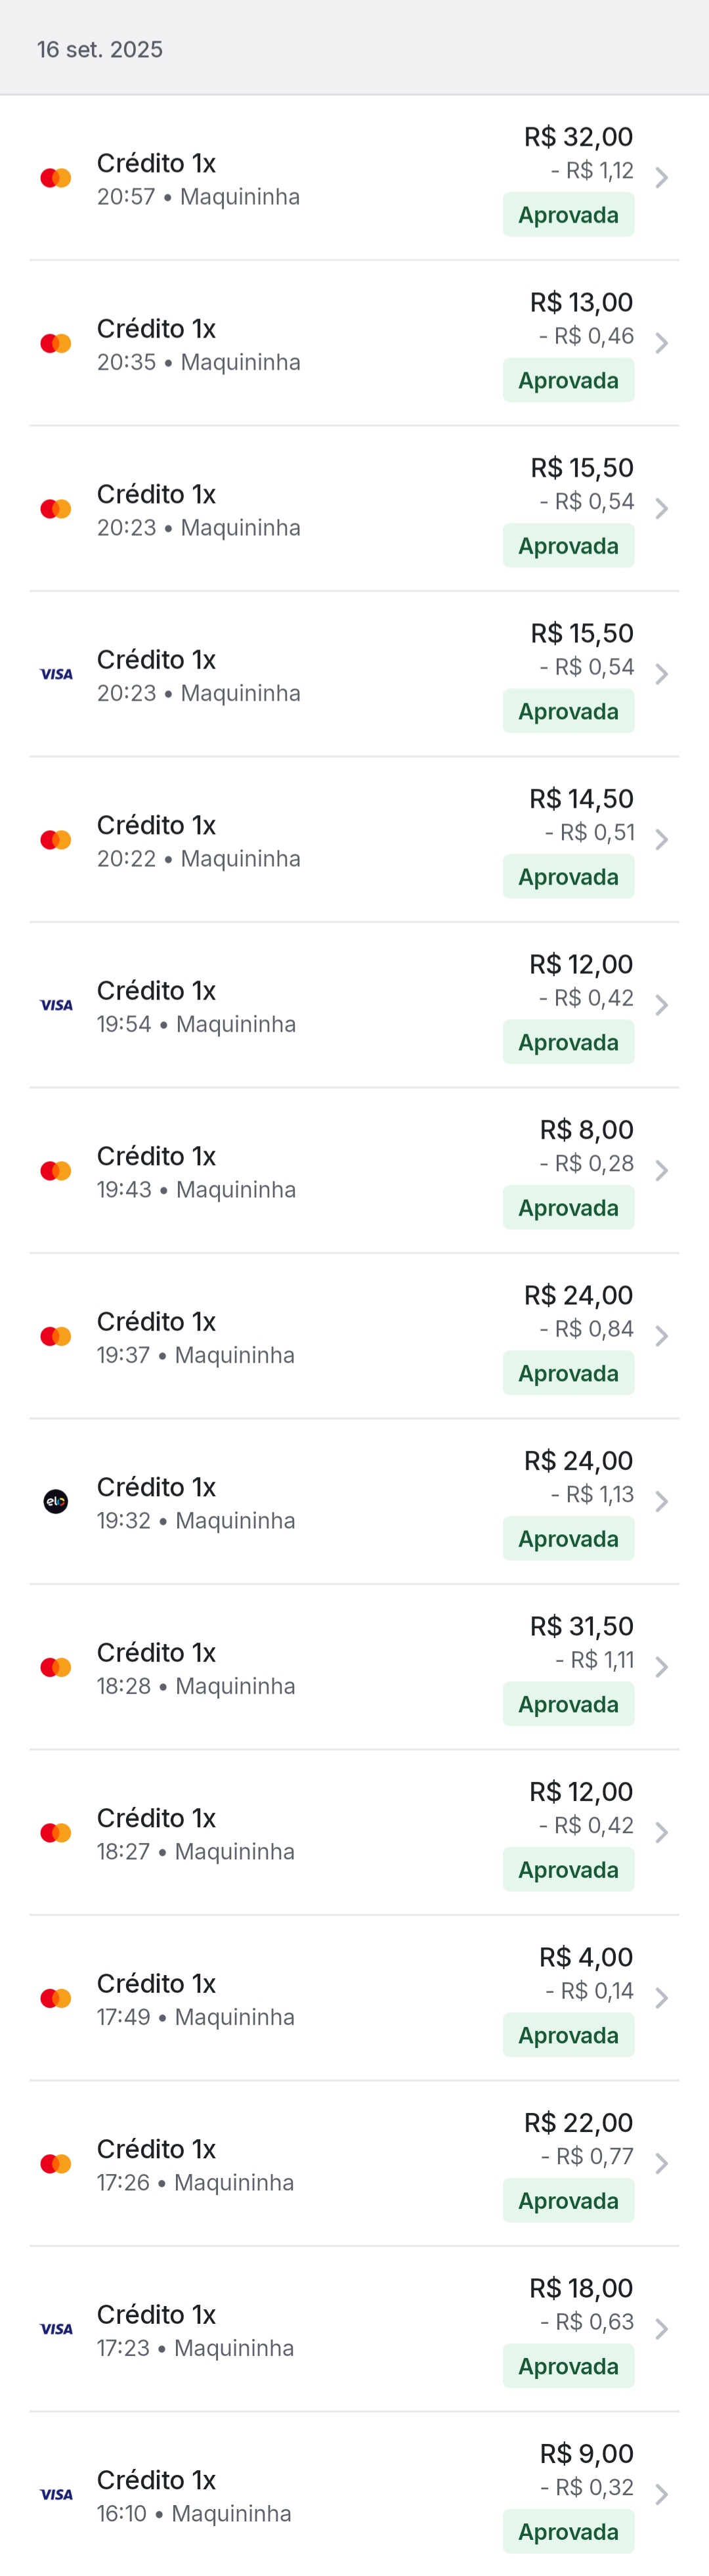 16 set. 2025
R$ 32,00
Crédito 1x
- R$ 1,12
20:57 • Maquininha
Aprovada
R$ 13,00
Crédito 1x
- R$ 0,46
20:35 • Maquininha
Aprovada
R$ 15,50
Crédito 1x
- R$ 0,54
20:23 • Maquininha
Aprovada
R$ 15,50
Crédito 1x
- R$ 0,54
VISA
20:23 • Maquininha
Aprovada
R$ 14,50
Crédito 1x
- R$ 0,51
20:22 • Maquininha
Aprovada
R$ 12,00
Crédito 1x
- R$ 0,42
VISA
19:54 • Maquininha
Aprovada
R$ 8,00
Crédito 1x
- R$ 0,28
19:43 • Maquininha
Aprovada
R$ 24,00
Crédito 1x
- R$ 0,84
19:37 • Maquininha
Aprovada
R$ 24,00
Crédito 1x
- R$ 1,13
elo
19:32 • Maquininha
Aprovada
R$ 31,50
Crédito 1x
- R$ 1,11
18:28 • Maquininha
Aprovada
R$ 12,00
Crédito 1x
- R$ 0,42
18:27 • Maquininha
Aprovada
R$ 4,00
Crédito 1x
- R$ 0,14
17:49 • Maquininha
Aprovada
R$ 22,00
Crédito 1x
- R$ 0,77
17:26 • Maquininha
Aprovada
R$ 18,00
Crédito 1x
- R$ 0,63
VISA
17:23 • Maquininha
Aprovada
R$ 9,00
Crédito 1x
- R$ 0,32
VISA
16:10 • Maquininha
Aprovada